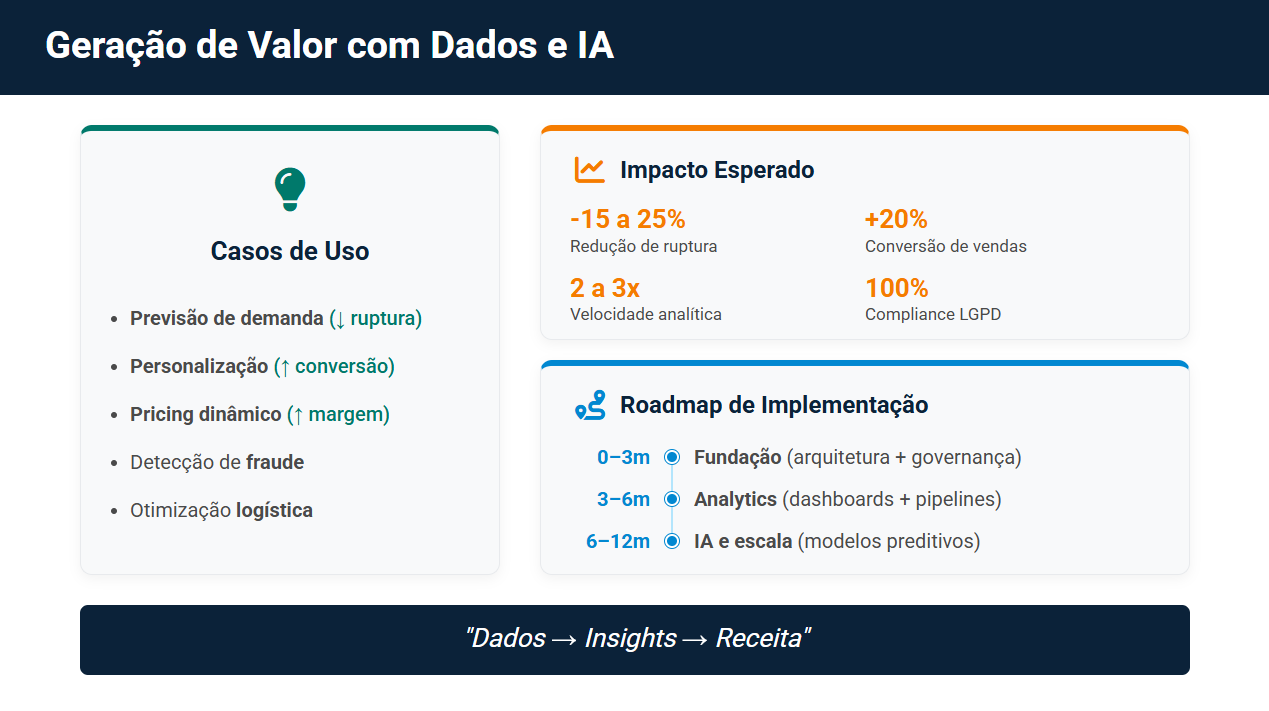 Geração de Valor com Dados e IA
Casos de Uso
• Previsão de demanda (↓ ruptura)
• Personalização (↑ conversão)
• Pricing dinâmico (↑ margem)
• Detecção de fraude
• Otimização logística
Impacto Esperado
-15 a 25%
Redução de ruptura
+20%
Conversão de vendas
2 a 3x
Velocidade analítica
100%
Compliance LGPD
Roadmap de Implementação
0–3m Fundação (arquitetura + governança)
3–6m Analytics (dashboards + pipelines)
6–12m IA e escala (modelos preditivos)
"Dados → Insights → Receita"